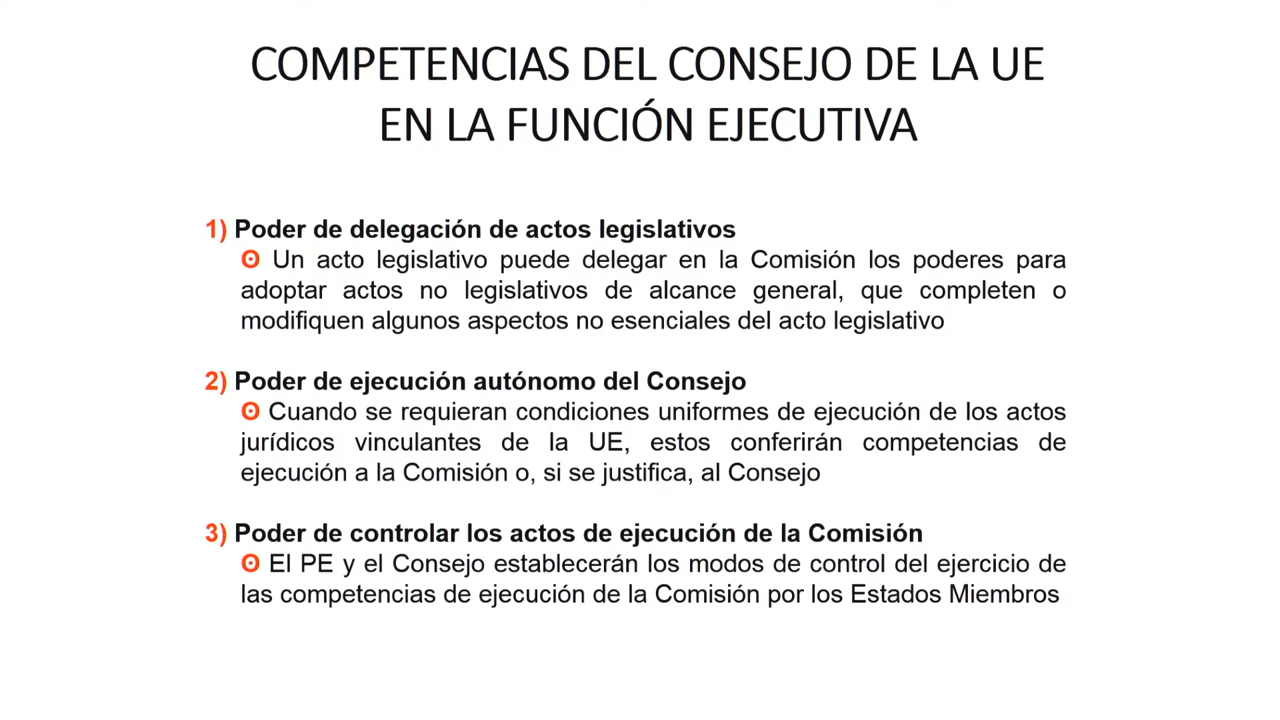 COMPETENCIAS DEL CONSEJO DE LA UE
EN LA FUNCIÓN EJECUTIVA
1) Poder de delegación de actos legislativos
ʘ Un acto legislativo puede delegar en la Comisión los poderes para
adoptar actos no legislativos de alcance general, que completen o
modifiquen algunos aspectos no esenciales del acto legislativo
2) Poder de ejecución autónomo del Consejo
ʘ Cuando se requieran condiciones uniformes de ejecución de los actos
jurídicos vinculantes de la UE, estos conferirán competencias de
ejecución a la Comisión o, si se justifica, al Consejo
3) Poder de controlar los actos de ejecución de la Comisión
ʘ El PE y el Consejo establecerán los modos de control del ejercicio de
las competencias de ejecución de la Comisión por los Estados Miembros